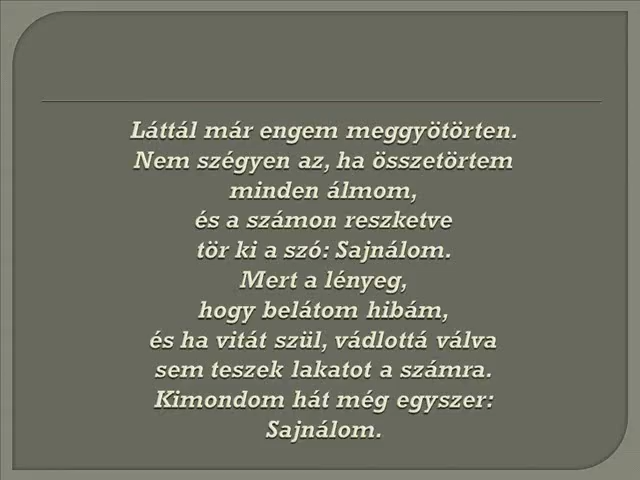 Láttál már engem meggyötörten.
Nem szégyen az, ha összetörtem
minden álmom,
és a számon reszketve
tör ki a szó: Sajnálom.
Mert a lényeg,
hogy belátom hibám,
és ha vitát szül, vádlottá válva
sem teszek lakatot a számra.
Kimondom hát még egyszer:
Sajnálom.